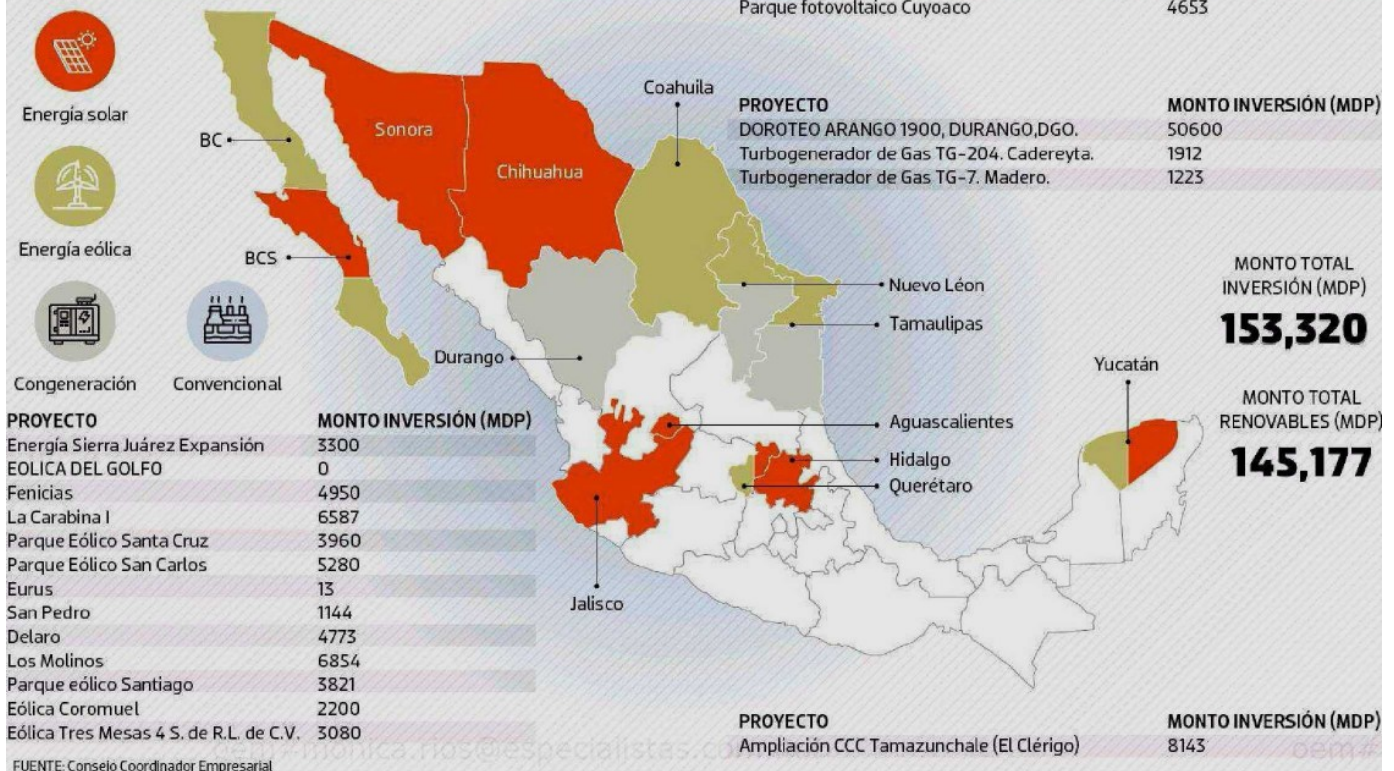 Parque fotovoltaico Cuyoaco 4653
Energía solar
Energía eólica
Congeneración
Convencional
BC
Sonora
Chihuahua
Coahuila
BCS
Durango
Nuevo Léon
Tamaulipas
Aguascalientes
Hidalgo
Querétaro
Jalisco
Yucatán
PROYECTO MONTO INVERSIÓN (MDP)
DOROTEO ARANGO 1900, DURANGO,DGO. 50600
Turbogenerador de Gas TG-204. Cadereyta. 1912
Turbogenerador de Gas TG-7. Madero. 1223
MONTO TOTAL
INVERSIÓN (MDP)
153,320
MONTO TOTAL
RENOVABLES (MDP)
145,177
PROYECTO MONTO INVERSIÓN (MDP)
Energía Sierra Juárez Expansión 3300
EOLICA DEL GOLFO 0
Fenicias 4950
La Carabina I 6587
Parque Eólico Santa Cruz 3960
Parque Eólico San Carlos 5280
Eurus 13
San Pedro 1144
Delaro 4773
Los Molinos 6854
Parque eólico Santiago 3821
Eólica Coromuel 2200
Eólica Tres Mesas 4 S. de R.L. de C.V. 3080
PROYECTO MONTO INVERSIÓN (MDP)
Ampliación CCC Tamazunchale (El Clérigo) 8143
oem#monica.rios@especialistas.co
oem#
FUENTE: Consejo Coordinador Empresarial